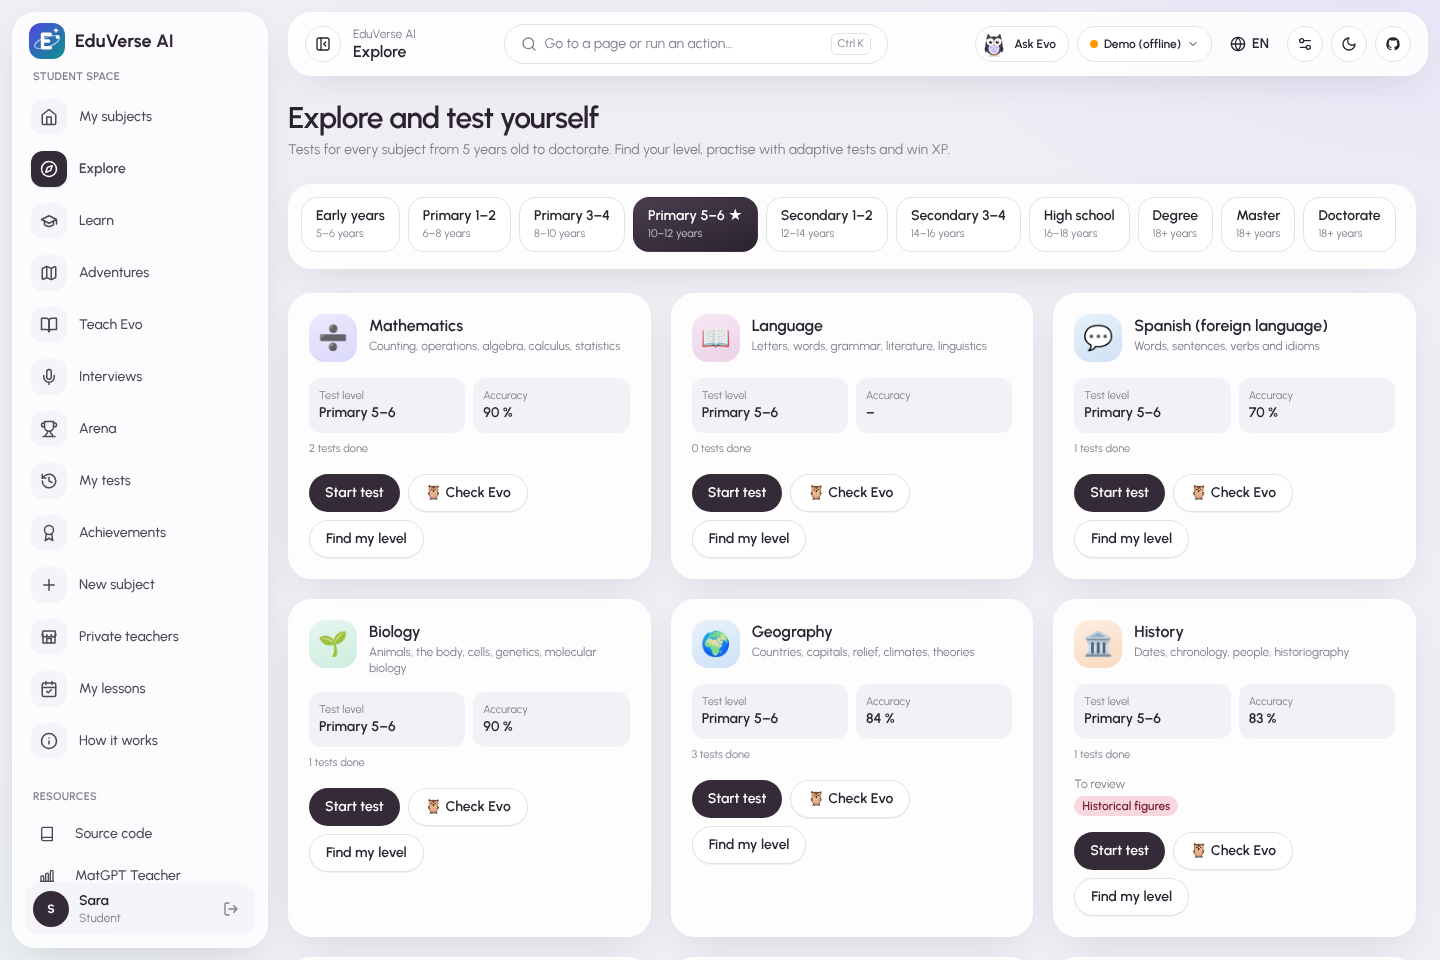 EduVerse AI
STUDENT SPACE
My subjects
Explore
Learn
Adventures
Teach Evo
Interviews
Arena
My tests
Achievements
New subject
Private teachers
My lessons
How it works
RESOURCES
Source code
MatGPT Teacher
S
Sara
Student
EduVerse AI
Explore
Go to a page or run an action...
Ctrl K
Ask Evo
Demo (offline)
EN
Explore and test yourself
Tests for every subject from 5 years old to doctorate. Find your level, practise with adaptive tests and win XP.
Early years
5–6 years
Primary 1–2
6–8 years
Primary 3–4
8–10 years
Primary 5–6 ★
10–12 years
Secondary 1–2
12–14 years
Secondary 3–4
14–16 years
High school
16–18 years
Degree
18+ years
Master
18+ years
Doctorate
18+ years
Mathematics
Counting, operations, algebra, calculus, statistics
Test level
Primary 5–6
Accuracy
90 %
2 tests done
Start test
Check Evo
Find my level
Language
Letters, words, grammar, literature, linguistics
Test level
Primary 5–6
Accuracy
–
0 tests done
Start test
Check Evo
Find my level
Spanish (foreign language)
Words, sentences, verbs and idioms
Test level
Primary 5–6
Accuracy
70 %
1 tests done
Start test
Check Evo
Find my level
Biology
Animals, the body, cells, genetics, molecular
biology
Test level
Primary 5–6
Accuracy
90 %
1 tests done
Start test
Check Evo
Find my level
Geography
Countries, capitals, relief, climates, theories
Test level
Primary 5–6
Accuracy
84 %
3 tests done
Start test
Check Evo
Find my level
History
Dates, chronology, people, historiography
Test level
Primary 5–6
Accuracy
83 %
1 tests done
To review
Historical figures
Start test
Check Evo
Find my level